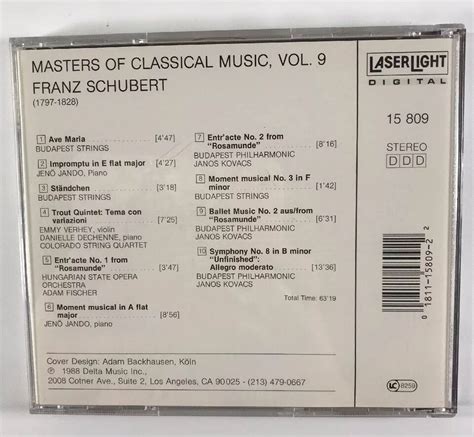 MASTERS OF CLASSICAL MUSIC, VOL. 9
FRANZ SCHUBERT
(1797-1828)
LASERLIGHT
DIGITAL
15 809
STEREO
D D D
1 Ave Maria [4'47]
BUDAPEST STRINGS
2 Impromptu in E flat major [4'27]
JENÖ JANDO, Piano
3 Ständchen [3'18]
BUDAPEST STRINGS
4 Trout Quintet: Tema con
variazioni [7'25]
EMMY VERHEY, violin
DANIELLE DECHENNE, piano
COLORADO STRING QUARTET
5 Entr'acte No. 1 from
"Rosamunde" [3'47]
HUNGARIAN STATE OPERA
ORCHESTRA
ADAM FISCHER
6 Moment musical in A flat
major [8'56]
JENÖ JANDO, piano
7 Entr'acte No. 2 from
"Rosamunde" [8'16]
BUDAPEST PHILHARMONIC
JANOS KOVACS
8 Moment musical No. 3 in F
minor [1'42]
BUDAPEST STRINGS
9 Ballet Music No. 2 aus/from
"Rosamunde" [6'31]
BUDAPEST PHILHARMONIC
JANOS KOVACS
10 Symphony No. 8 in B minor
"Unfinished":
Allegro moderato [13'36]
BUDAPEST PHILHARMONIC
JANOS KOVACS
Total Time: 63'19
Cover Design: Adam Backhausen, Köln
℗ 1988 Delta Music Inc.,
2008 Cotner Ave., Suite 2, Los Angeles, CA 90025 - (213) 479-0667
0 1811-15809-2 2
LC 8259